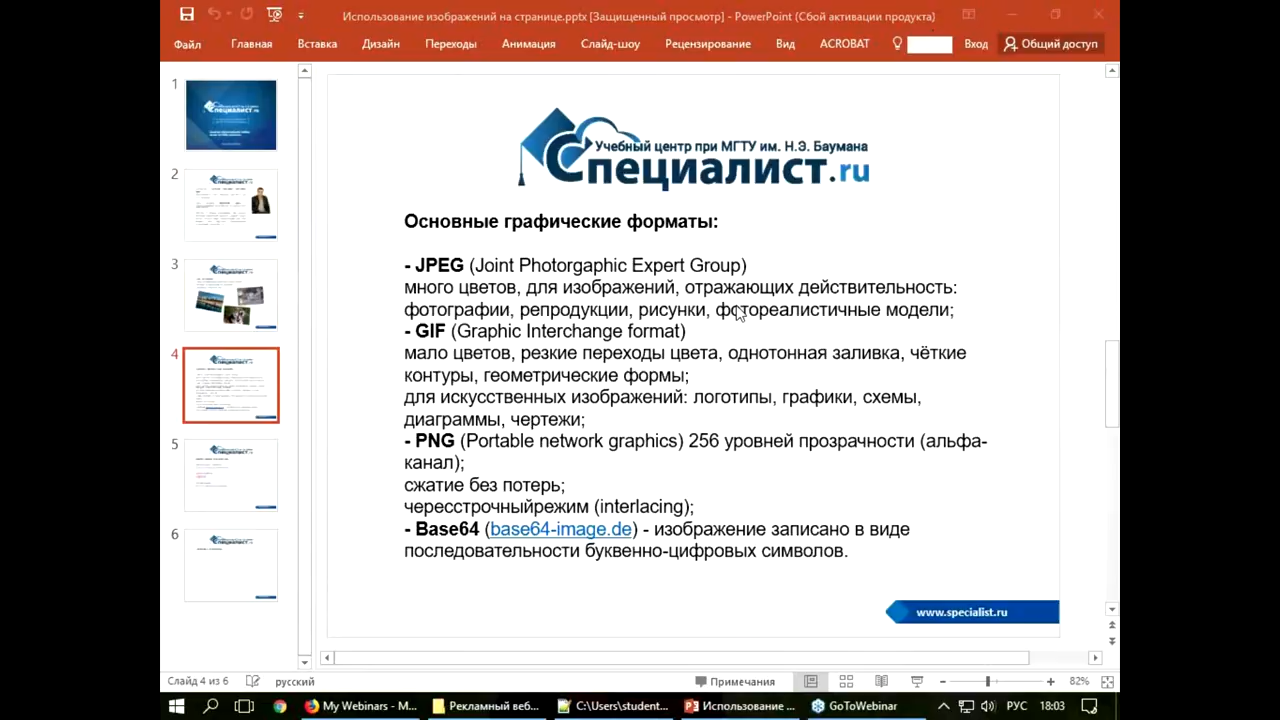 Использование изображений на странице.pptx [Защищенный просмотр] - PowerPoint (Сбой активации продукта)
Файл Главная Вставка Дизайн Переходы Анимация Слайд-шоу Рецензирование Вид ACROBAT Вход Общий доступ
1
2
3
4
5
6
Учебный центр при МГТУ им. Н.Э. Баумана
Специалист.ru
Основные графические форматы:
- JPEG (Joint Photorgaphic Expert Group)
много цветов, для изображений, отражающих действительность:
фотографии, репродукции, рисунки, фотореалистичные модели;
- GIF (Graphic Interchange format)
мало цветов, резкие переходы цвета, однотонная заливка, чёткие
контуры, геометрические формы;
для искусственных изображений: логотипы, графики, схемы,
диаграммы, чертежи;
- PNG (Portable network graphics) 256 уровней прозрачности (альфа-
канал);
сжатие без потерь;
чересстрочныйрежим (interlacing);
- Base64 (base64-image.de) - изображение записано в виде
последовательности буквенно-цифровых символов.
www.specialist.ru
Слайд 4 из 6 русский Примечания 82%
My Webinars - M... Рекламный веб... C:\Users\student... Использование ... GoToWebinar РУС 18:03